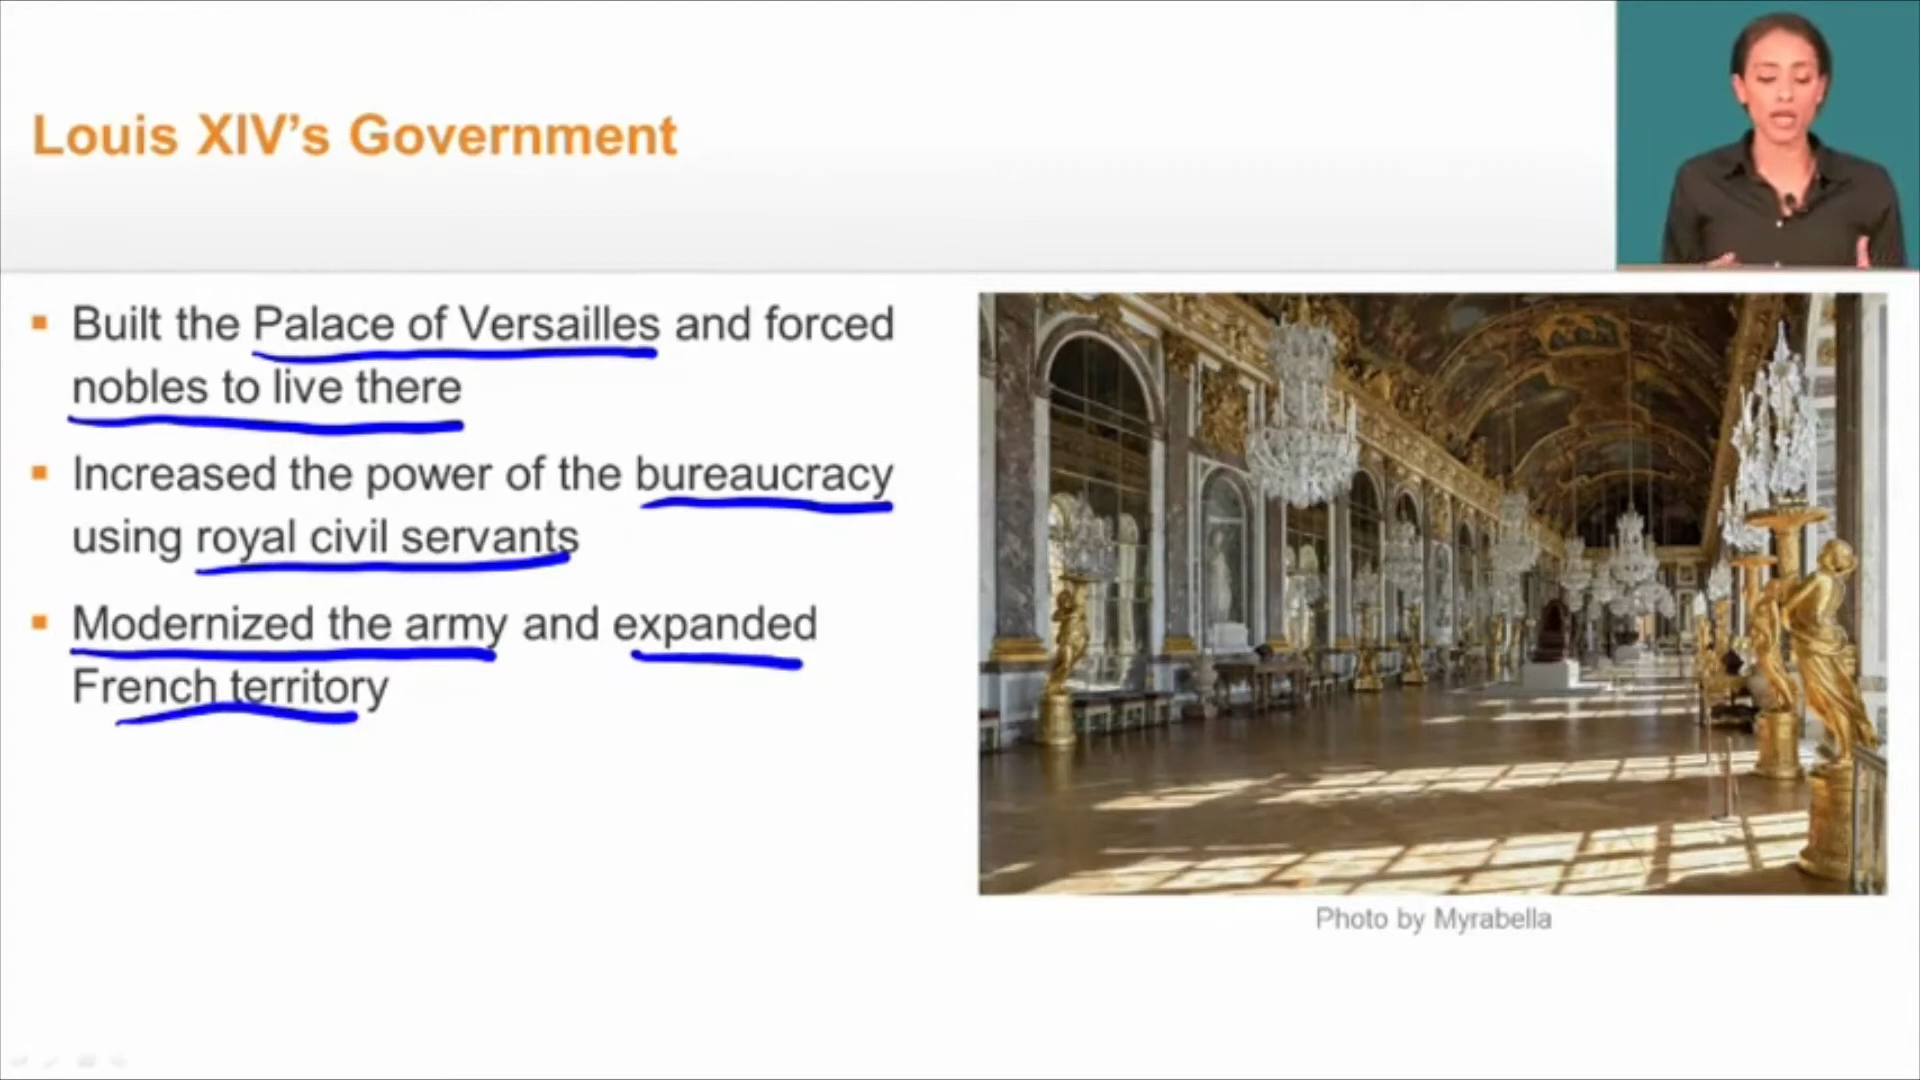 Louis XIV’s Government
▪ Built the Palace of Versailles and forced
nobles to live there
▪ Increased the power of the bureaucracy
using royal civil servants
▪ Modernized the army and expanded
French territory
Photo by Myrabella